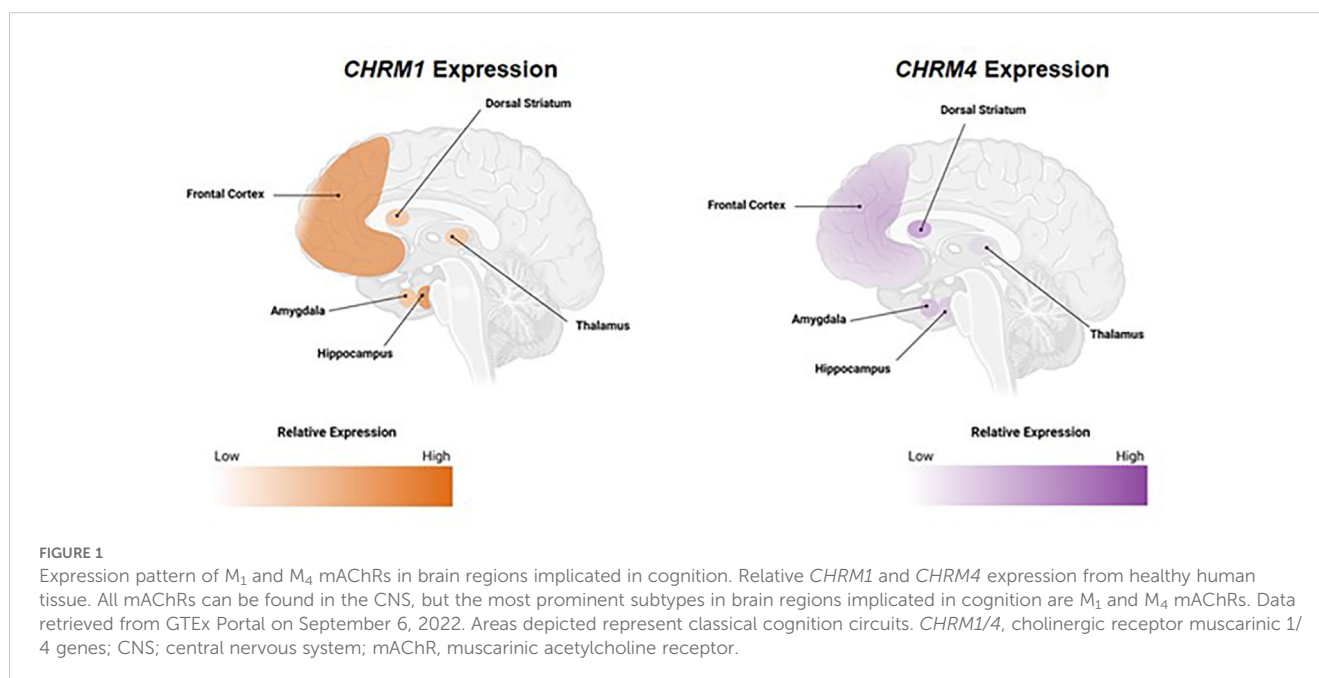 CHRM1 Expression
Dorsal Striatum
Frontal Cortex
Amygdala
Hippocampus
Thalamus
Relative Expression
Low High
CHRM4 Expression
Dorsal Striatum
Frontal Cortex
Amygdala
Hippocampus
Thalamus
Relative Expression
Low High
FIGURE 1
Expression pattern of M₁ and M₄ mAChRs in brain regions implicated in cognition. Relative CHRM1 and CHRM4 expression from healthy human
tissue. All mAChRs can be found in the CNS, but the most prominent subtypes in brain regions implicated in cognition are M₁ and M₄ mAChRs. Data
retrieved from GTEx Portal on September 6, 2022. Areas depicted represent classical cognition circuits. CHRM1/4, cholinergic receptor muscarinic 1/
4 genes; CNS; central nervous system; mAChR, muscarinic acetylcholine receptor.